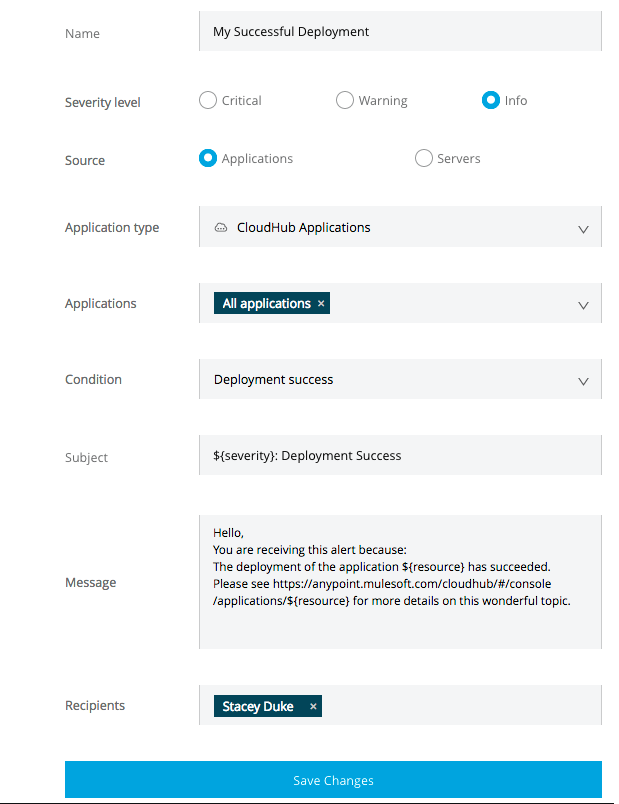 Name
My Successful Deployment
Severity level
Critical
Warning
Info
Source
Applications
Servers
Application type
CloudHub Applications
Applications
All applications ×
Condition
Deployment success
Subject
${severity}: Deployment Success
Message
Hello,
You are receiving this alert because:
The deployment of the application ${resource} has succeeded.
Please see https://anypoint.mulesoft.com/cloudhub/#/console
/applications/${resource} for more details on this wonderful topic.
Recipients
Stacey Duke ×
Save Changes